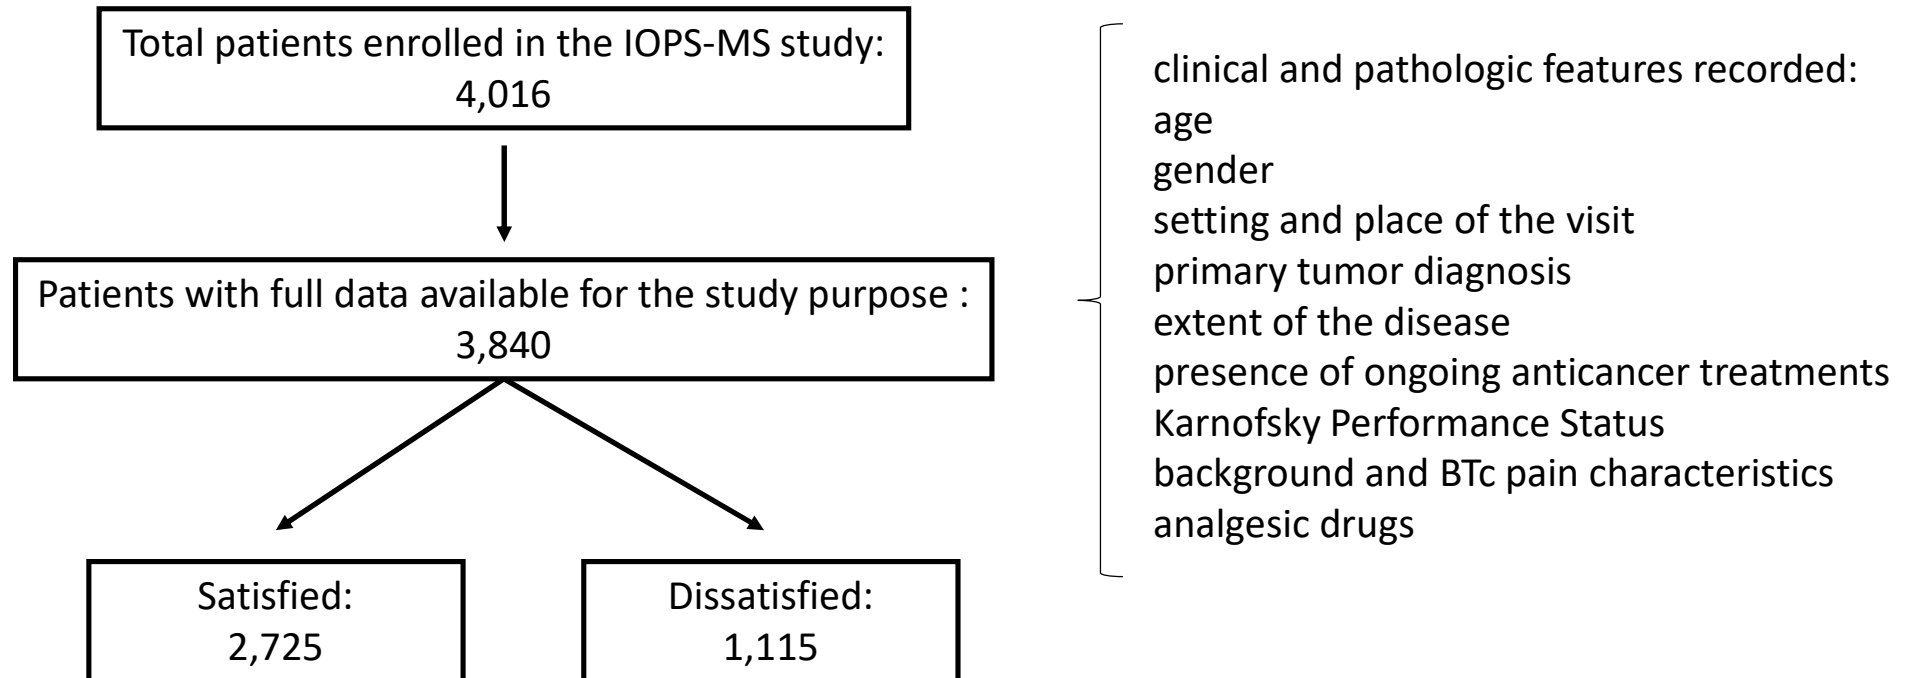 Total patients enrolled in the IOPS-MS study:
4,016
Patients with full data available for the study purpose :
3,840
Satisfied:
2,725
Dissatisfied:
1,115
clinical and pathologic features recorded:
age
gender
setting and place of the visit
primary tumor diagnosis
extent of the disease
presence of ongoing anticancer treatments
Karnofsky Performance Status
background and BTc pain characteristics
analgesic drugs